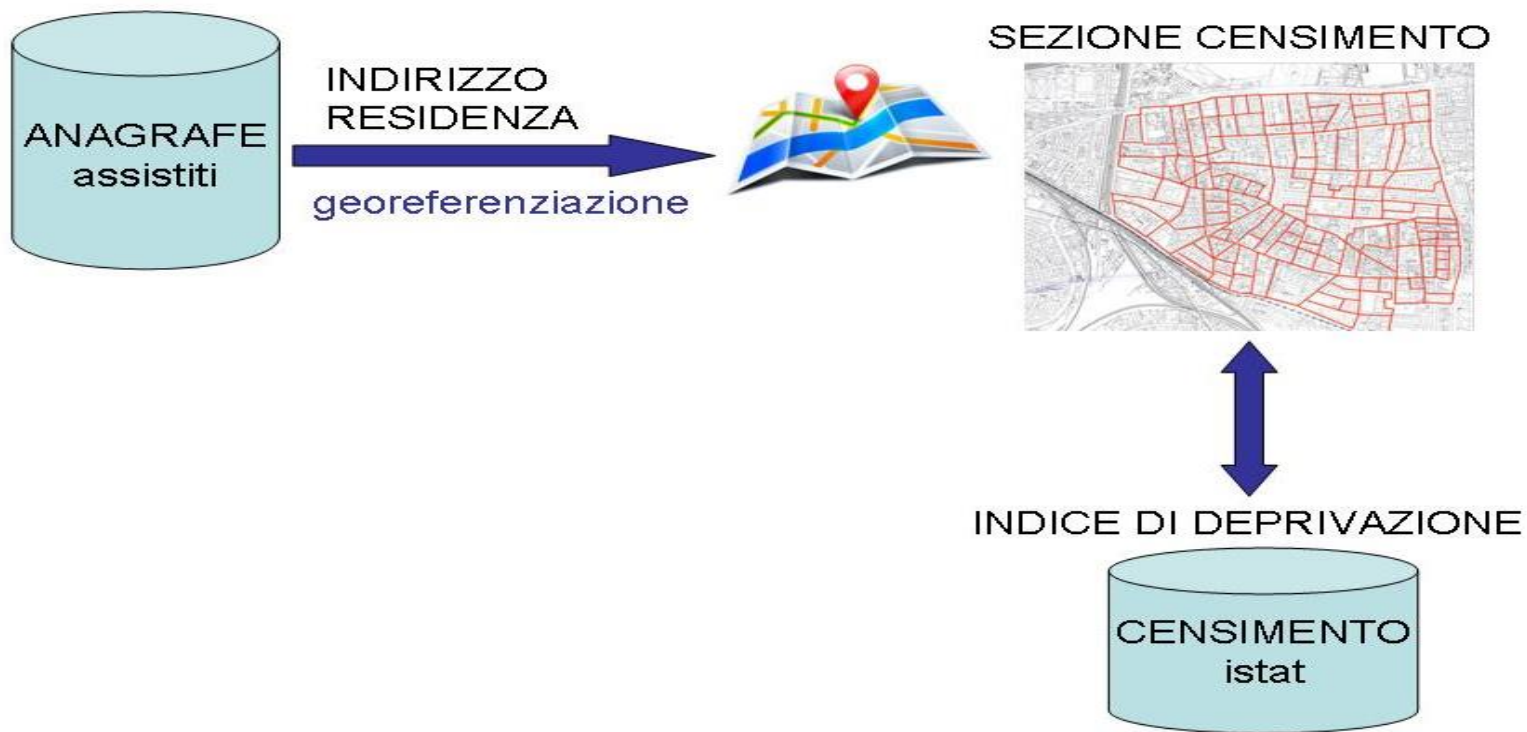 ANAGRAFE
assistiti
INDIRIZZO
RESIDENZA
georeferenziazione
SEZIONE CENSIMENTO
INDICE DI DEPRIVAZIONE
CENSIMENTO
istat